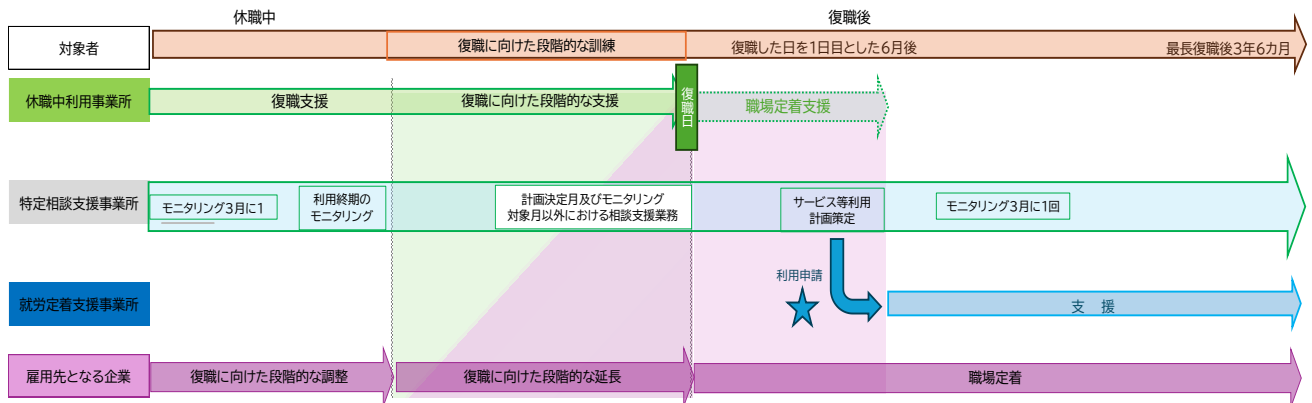 休職中
復職後
対象者
復職に向けた段階的な訓練
復職した日を1日目とした6月後
最長復職後3年6カ月
休職中利用事業所
復職支援
復職に向けた段階的な支援
復職日
職場定着支援
特定相談支援事業所
モニタリング3月に1
利用終期の
モニタリング
計画決定月及びモニタリング
対象月以外における相談支援業務
サービス等利用
計画策定
モニタリング3月に1回
利用申請
就労定着支援事業所
支 援
雇用先となる企業
復職に向けた段階的な調整
復職に向けた段階的な延長
職場定着